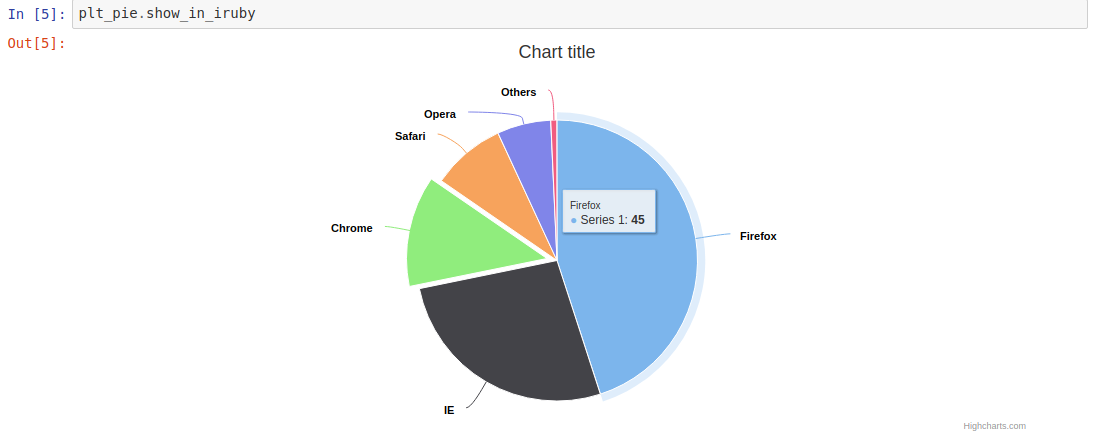 In [5]: plt_pie.show_in_iruby
Out[5]:
Chart title
Others
Opera
Safari
Firefox
● Series 1: 45
Chrome
Firefox
IE
Highcharts.com